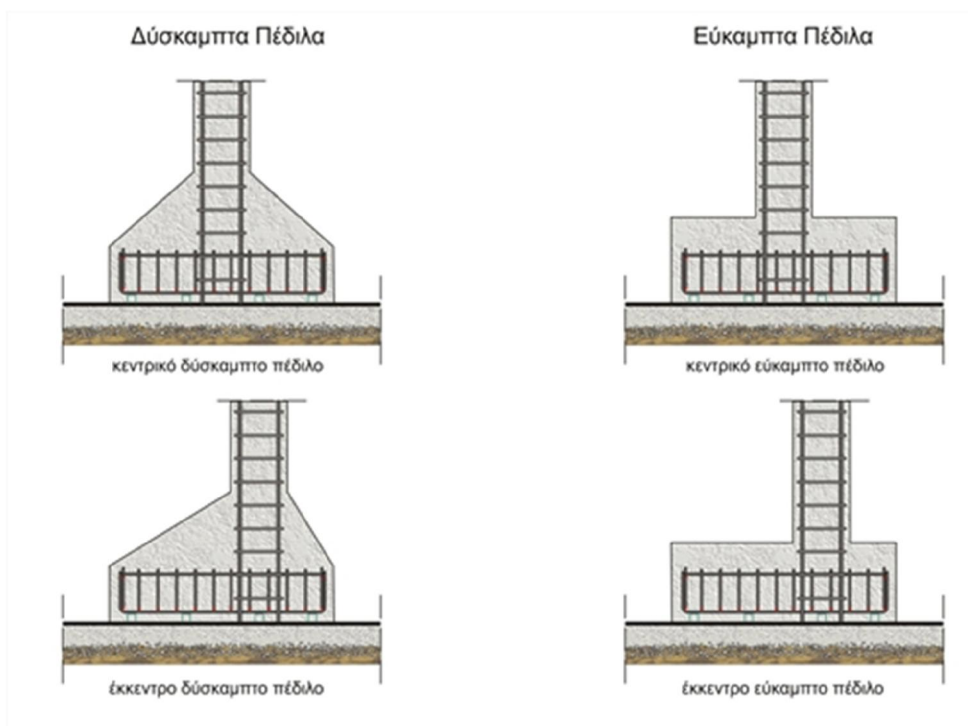 Δύσκαμπτα Πέδιλα
Εύκαμπτα Πέδιλα
κεντρικό δύσκαμπτο πέδιλο
κεντρικό εύκαμπτο πέδιλο
έκκεντρο δύσκαμπτο πέδιλο
έκκεντρο εύκαμπτο πέδιλο